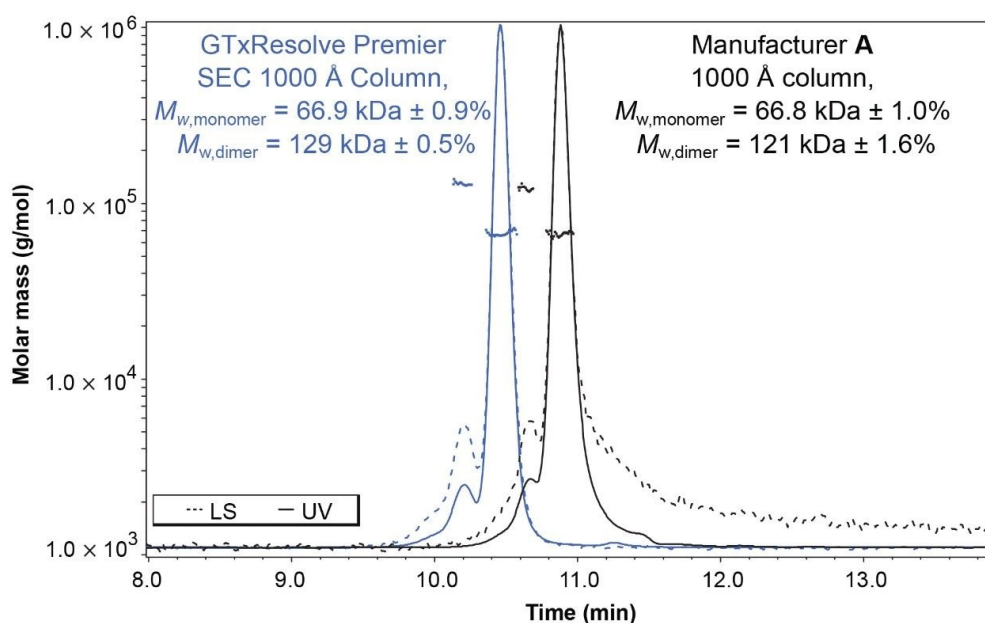 GTxResolve Premier
SEC 1000 Å Column,
Mw,monomer = 66.9 kDa ± 0.9%
Mw,dimer = 129 kDa ± 0.5%
Manufacturer A
1000 Å column,
Mw,monomer = 66.8 kDa ± 1.0%
Mw,dimer = 121 kDa ± 1.6%
Molar mass (g/mol)
1.0 × 10⁶
1.0 × 10⁵
1.0 × 10⁴
1.0 × 10³
LS UV
8.0 9.0 10.0 11.0 12.0 13.0
Time (min)